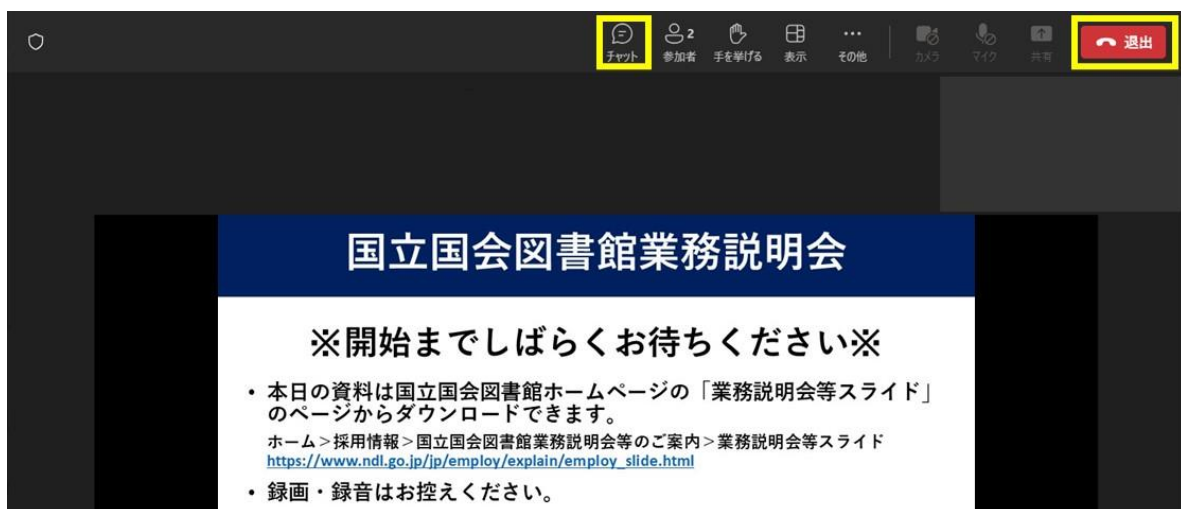 チャット 2 参加者 手を挙げる 表示 その他 カメラ マイク 共有 退出
国立国会図書館業務説明会
※開始までしばらくお待ちください※
・ 本日の資料は国立国会図書館ホームページの「業務説明会等スライド」
のページからダウンロードできます。
ホーム＞採用情報＞国立国会図書館業務説明会等のご案内＞業務説明会等スライド
https://www.ndl.go.jp/jp/employ/explain/employ_slide.html
・ 録画・録音はお控えください。